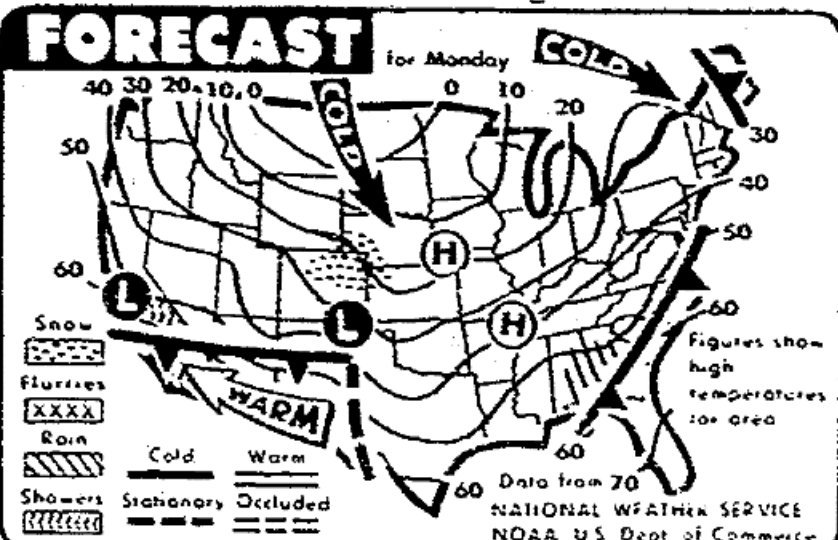 FORECAST
for Monday
COLD
COLD
40 30 20 10 0
0 10 20
30
40
50
60
50
60
H
H
L
L
WARM
Snow
Flurries
Rain
Showers
Cold
Warm
Stationary
Occluded
60
60
70
Figures show
high
temperatures
for area
Data from
NATIONAL WEATHER SERVICE
NOAA, U.S. Dept. of Commerce